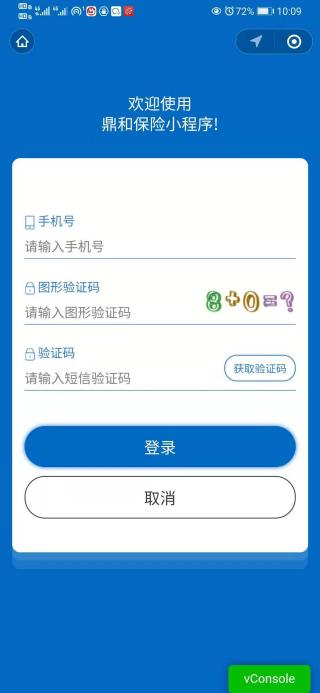 72% 10:09
欢迎使用
鼎和保险小程序!
手机号
请输入手机号
图形验证码
请输入图形验证码
8+0=?
验证码
请输入短信验证码
获取验证码
登录
取消
vConsole